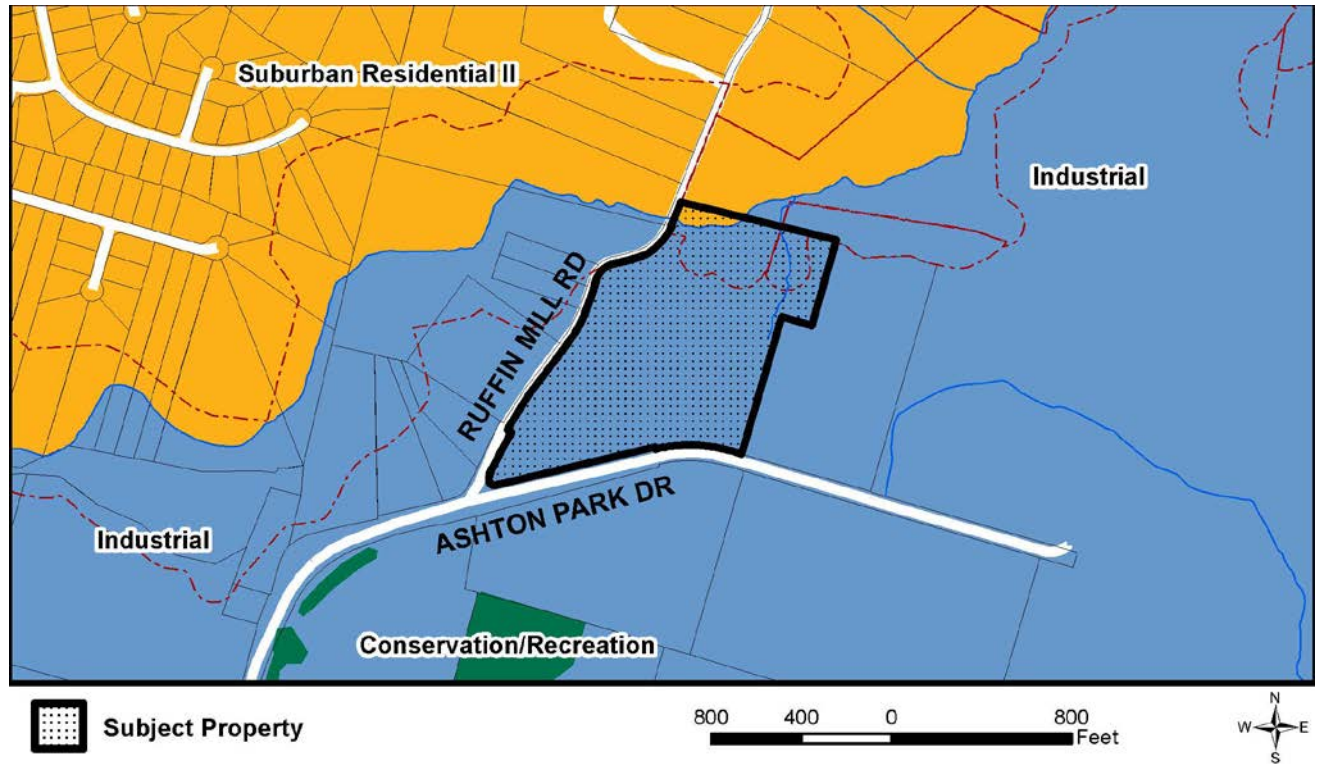 Suburban Residential II
Industrial
RUFFIN MILL RD
ASHTON PARK DR
Industrial
Conservation/Recreation
Subject Property
800 400 0 800
Feet
N
W E
S